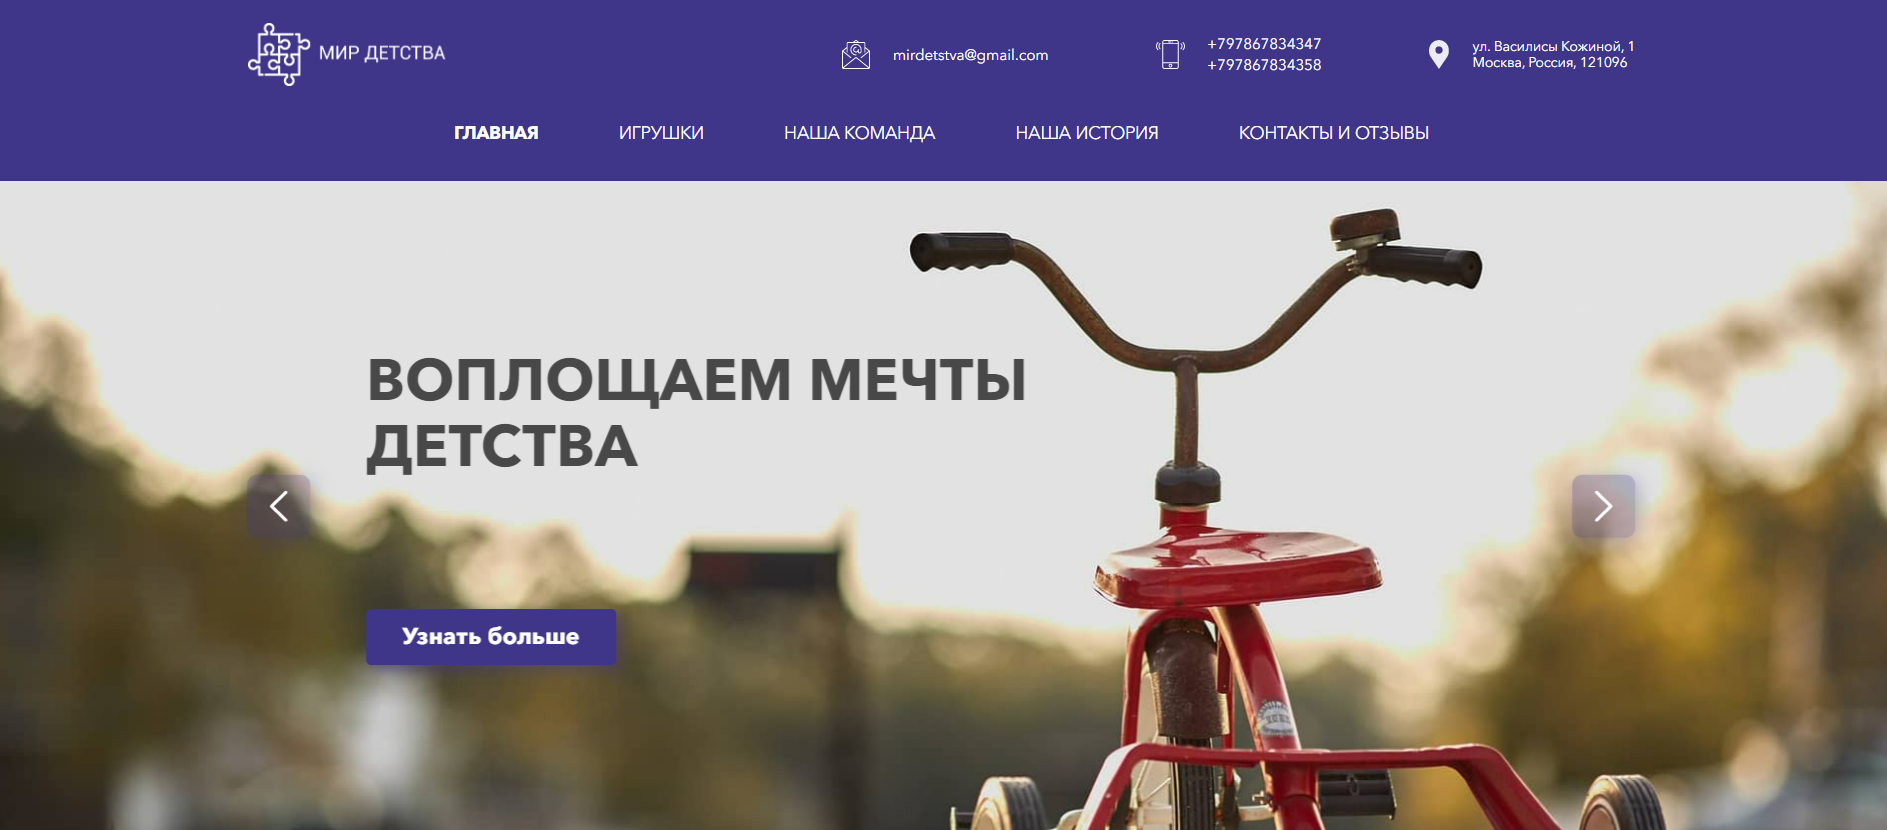 МИР ДЕТСТВА
mirdetstva@gmail.com
+797867834347
+797867834358
ул. Василисы Кожиной, 1
Москва, Россия, 121096
ГЛАВНАЯ
ИГРУШКИ
НАША КОМАНДА
НАША ИСТОРИЯ
КОНТАКТЫ И ОТЗЫВЫ
ВОПЛОЩАЕМ МЕЧТЫ
ДЕТСТВА
Узнать больше